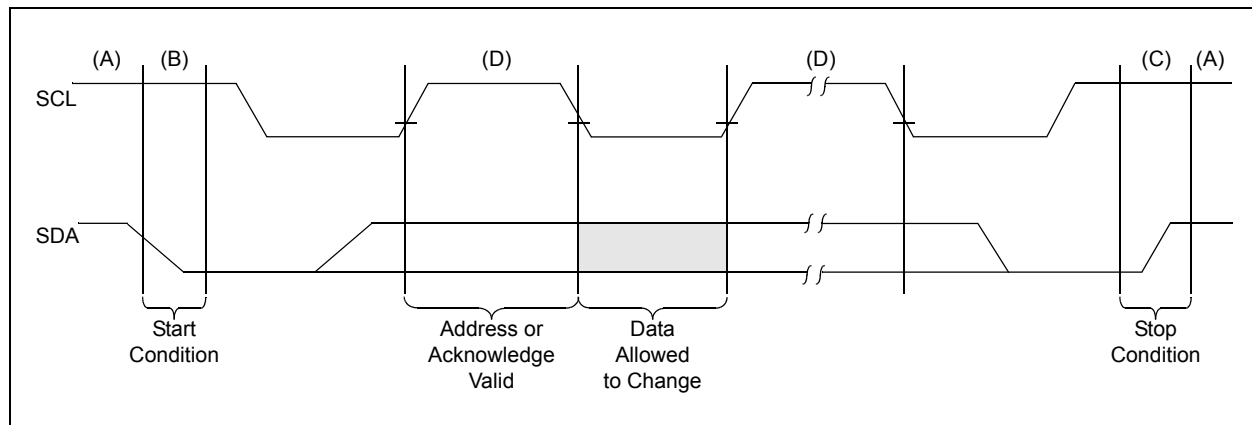 (A) (B) (D) (D) (C) (A)
SCL
SDA
Start
Condition
Address or
Acknowledge
Valid
Data
Allowed
to Change
Stop
Condition